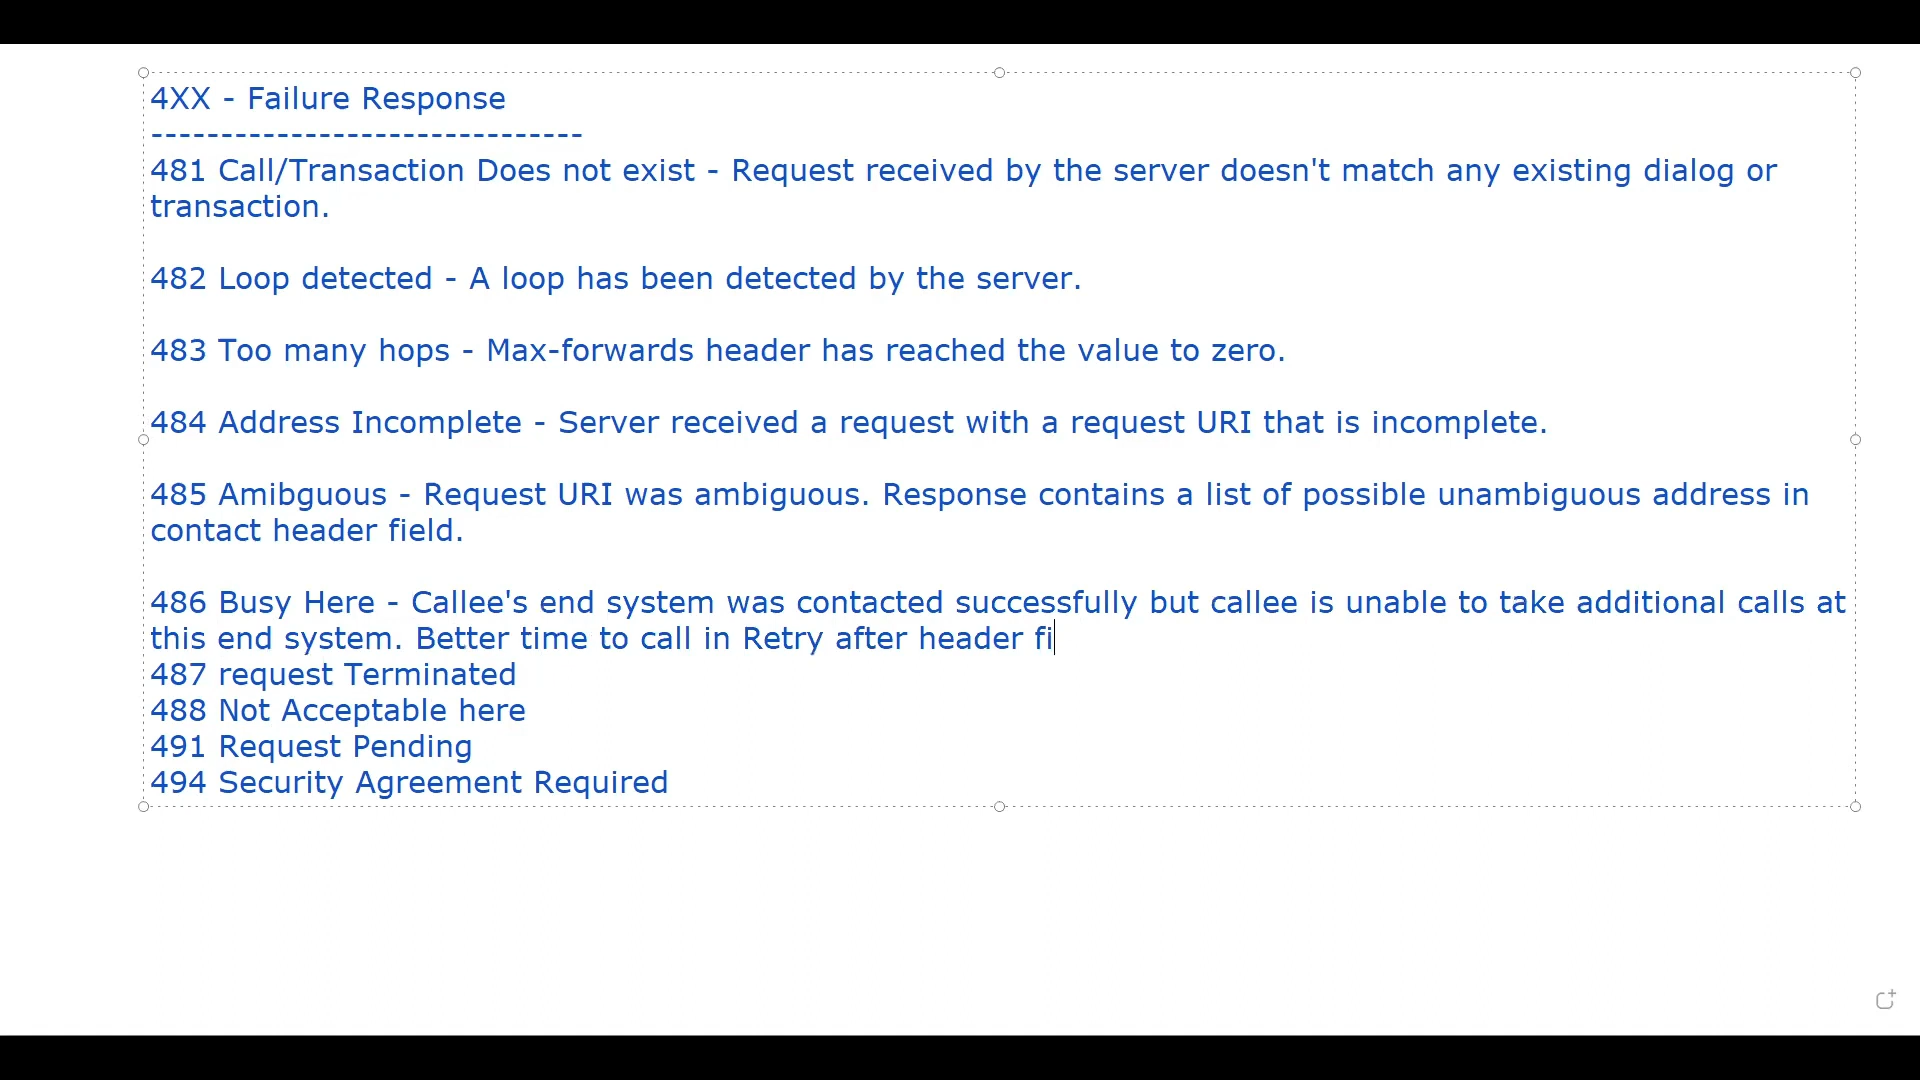 4XX - Failure Response
-------------------------------
481 Call/Transaction Does not exist - Request received by the server doesn't match any existing dialog or
transaction.
482 Loop detected - A loop has been detected by the server.
483 Too many hops - Max-forwards header has reached the value to zero.
484 Address Incomplete - Server received a request with a request URI that is incomplete.
485 Amibguous - Request URI was ambiguous. Response contains a list of possible unambiguous address in
contact header field.
486 Busy Here - Callee's end system was contacted successfully but callee is unable to take additional calls at
this end system. Better time to call in Retry after header fi
487 request Terminated
488 Not Acceptable here
491 Request Pending
494 Security Agreement Required